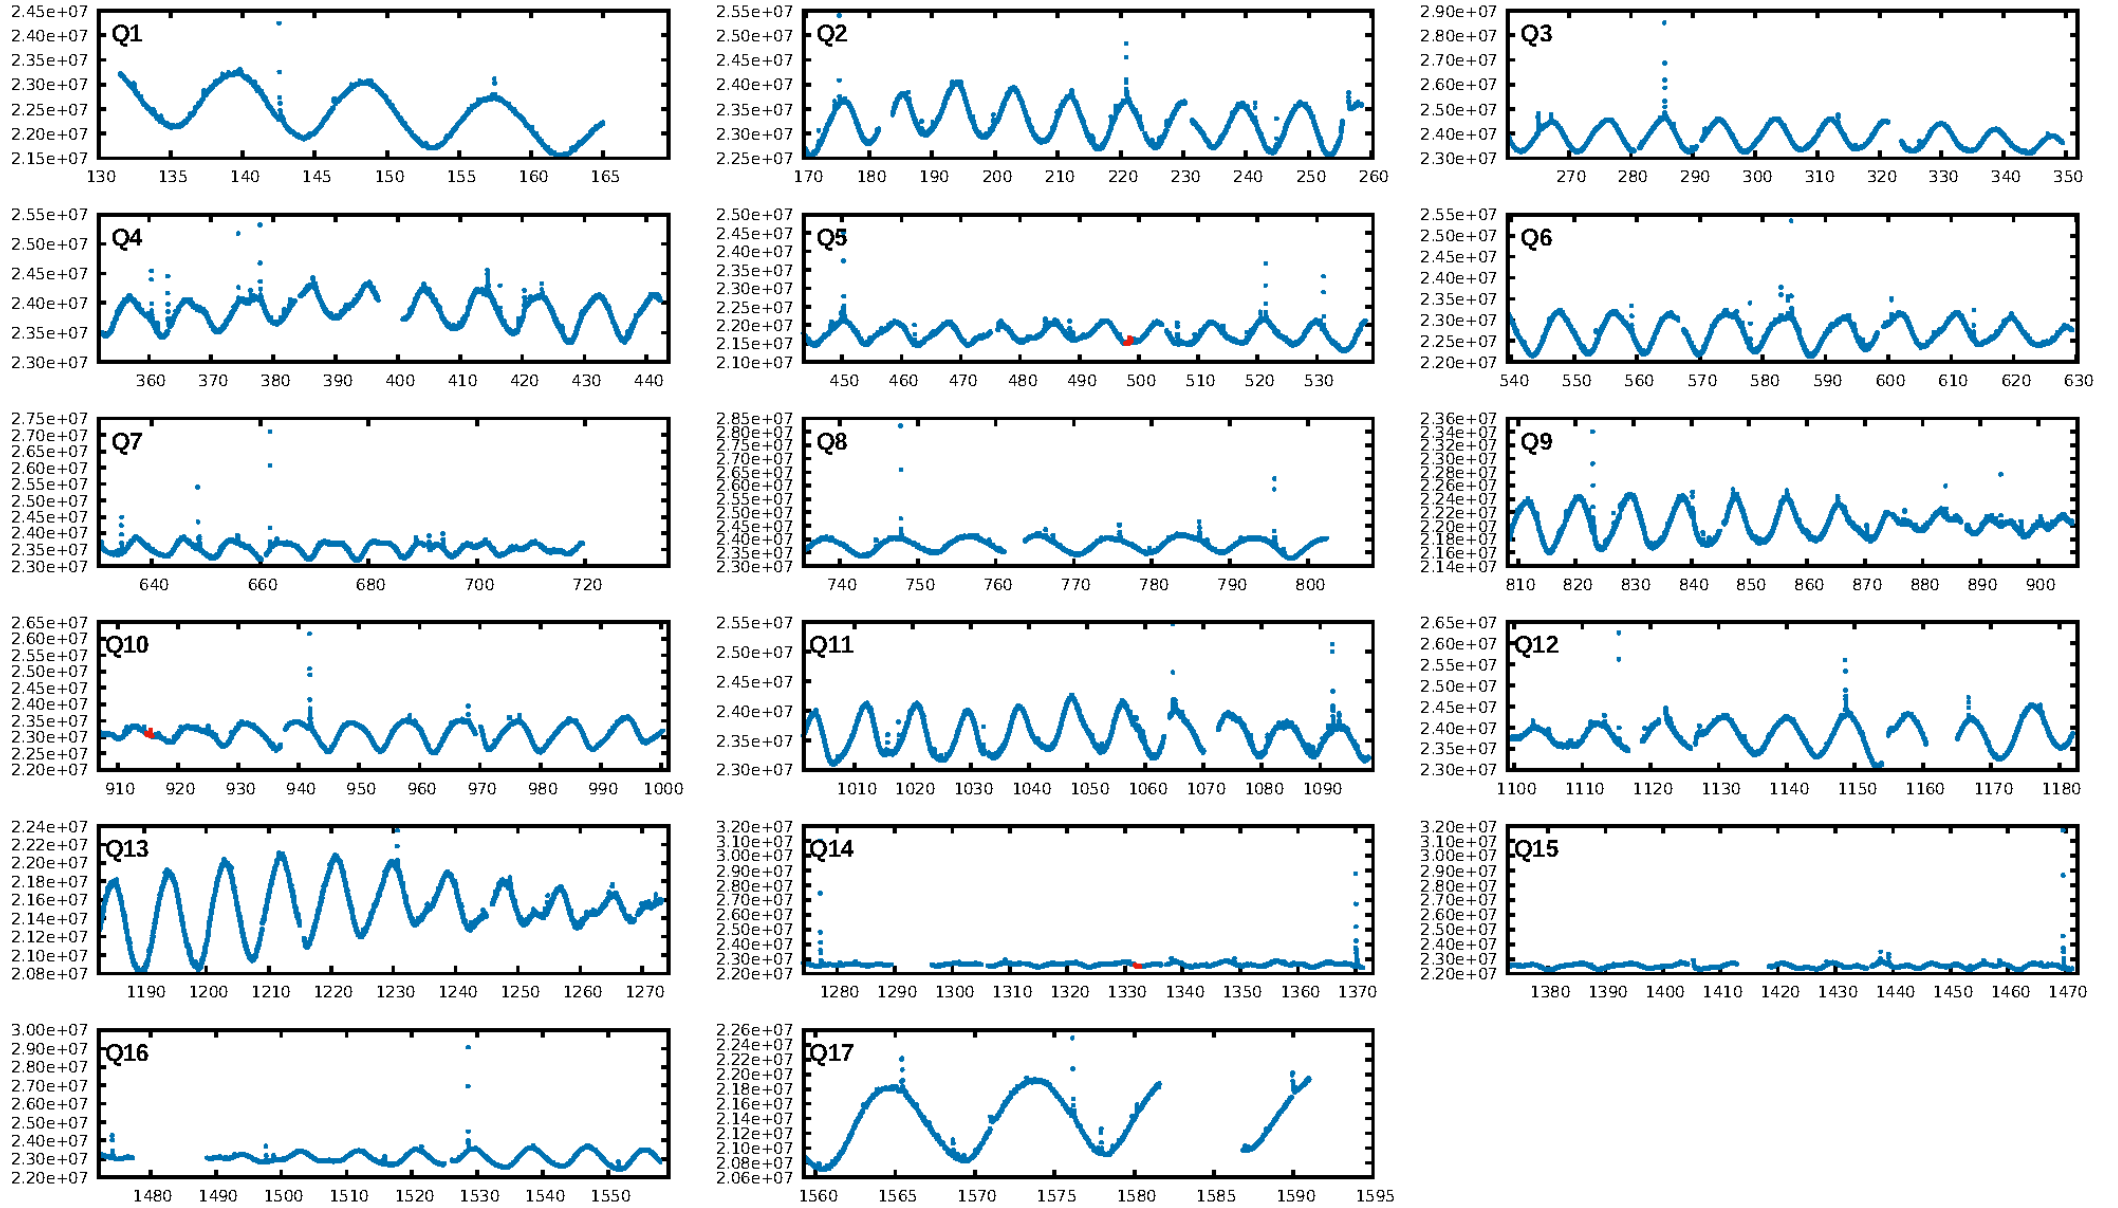 2.45e+07
2.40e+07
2.35e+07
2.30e+07
2.25e+07
2.20e+07
2.15e+07
Q1
130 135 140 145 150 155 160 165
2.55e+07
2.50e+07
2.45e+07
2.40e+07
2.35e+07
2.30e+07
2.25e+07
Q2
170 180 190 200 210 220 230 240 250 260
2.90e+07
2.80e+07
2.70e+07
2.60e+07
2.50e+07
2.40e+07
2.30e+07
Q3
270 280 290 300 310 320 330 340 350
2.55e+07
2.50e+07
2.45e+07
2.40e+07
2.35e+07
2.30e+07
Q4
360 370 380 390 400 410 420 430 440
2.50e+07
2.45e+07
2.40e+07
2.35e+07
2.30e+07
2.25e+07
2.20e+07
2.15e+07
2.10e+07
Q5
450 460 470 480 490 500 510 520 530
2.55e+07
2.50e+07
2.45e+07
2.40e+07
2.35e+07
2.30e+07
2.25e+07
2.20e+07
Q6
540 550 560 570 580 590 600 610 620 630
2.75e+07
2.70e+07
2.65e+07
2.60e+07
2.55e+07
2.50e+07
2.45e+07
2.40e+07
2.35e+07
2.30e+07
Q7
640 660 680 700 720
2.85e+07
2.80e+07
2.75e+07
2.70e+07
2.65e+07
2.60e+07
2.55e+07
2.50e+07
2.45e+07
2.40e+07
2.35e+07
2.30e+07
Q8
740 750 760 770 780 790 800
2.36e+07
2.34e+07
2.32e+07
2.30e+07
2.28e+07
2.26e+07
2.24e+07
2.22e+07
2.20e+07
2.18e+07
2.16e+07
2.14e+07
Q9
810 820 830 840 850 860 870 880 890 900
2.65e+07
2.60e+07
2.55e+07
2.50e+07
2.45e+07
2.40e+07
2.35e+07
2.30e+07
2.25e+07
2.20e+07
Q10
910 920 930 940 950 960 970 980 990 1000
2.55e+07
2.50e+07
2.45e+07
2.40e+07
2.35e+07
2.30e+07
Q11
1010 1020 1030 1040 1050 1060 1070 1080 1090
2.65e+07
2.60e+07
2.55e+07
2.50e+07
2.45e+07
2.40e+07
2.35e+07
2.30e+07
Q12
1100 1110 1120 1130 1140 1150 1160 1170 1180
2.24e+07
2.22e+07
2.20e+07
2.18e+07
2.16e+07
2.14e+07
2.12e+07
2.10e+07
2.08e+07
Q13
1190 1200 1210 1220 1230 1240 1250 1260 1270
3.20e+07
3.10e+07
3.00e+07
2.90e+07
2.80e+07
2.70e+07
2.60e+07
2.50e+07
2.40e+07
2.30e+07
2.20e+07
Q14
1280 1290 1300 1310 1320 1330 1340 1350 1360 1370
3.20e+07
3.10e+07
3.00e+07
2.90e+07
2.80e+07
2.70e+07
2.60e+07
2.50e+07
2.40e+07
2.30e+07
2.20e+07
Q15
1380 1390 1400 1410 1420 1430 1440 1450 1460 1470
3.00e+07
2.90e+07
2.80e+07
2.70e+07
2.60e+07
2.50e+07
2.40e+07
2.30e+07
2.20e+07
Q16
1480 1490 1500 1510 1520 1530 1540 1550
2.26e+07
2.24e+07
2.22e+07
2.20e+07
2.18e+07
2.16e+07
2.14e+07
2.12e+07
2.10e+07
2.08e+07
2.06e+07
Q17
1560 1565 1570 1575 1580 1585 1590 1595